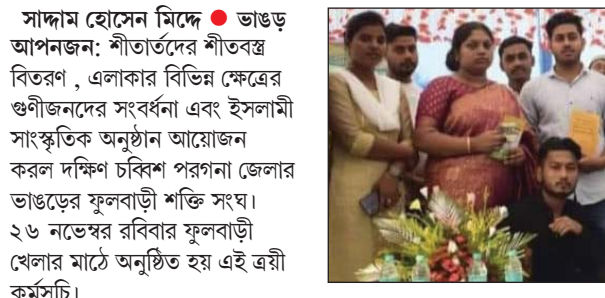 সাদ্দাম হোসেন মিদ্দে ● ভাঙড়
আপনজন: শীতার্তদের শীতবস্ত্র
বিতরণ , এলাকার বিভিন্ন ক্ষেত্রের
গুণীজনদের সংবর্ধনা এবং ইসলামী
সাংস্কৃতিক অনুষ্ঠান আয়োজন
করল দক্ষিণ চব্বিশ পরগনা জেলার
ভাঙড়ের ফুলবাড়ী শক্তি সংঘ।
২৬ নভেম্বর রবিবার ফুলবাড়ী
খেলার মাঠে অনুষ্ঠিত হয় এই ত্রয়ী
কর্মসূচি।